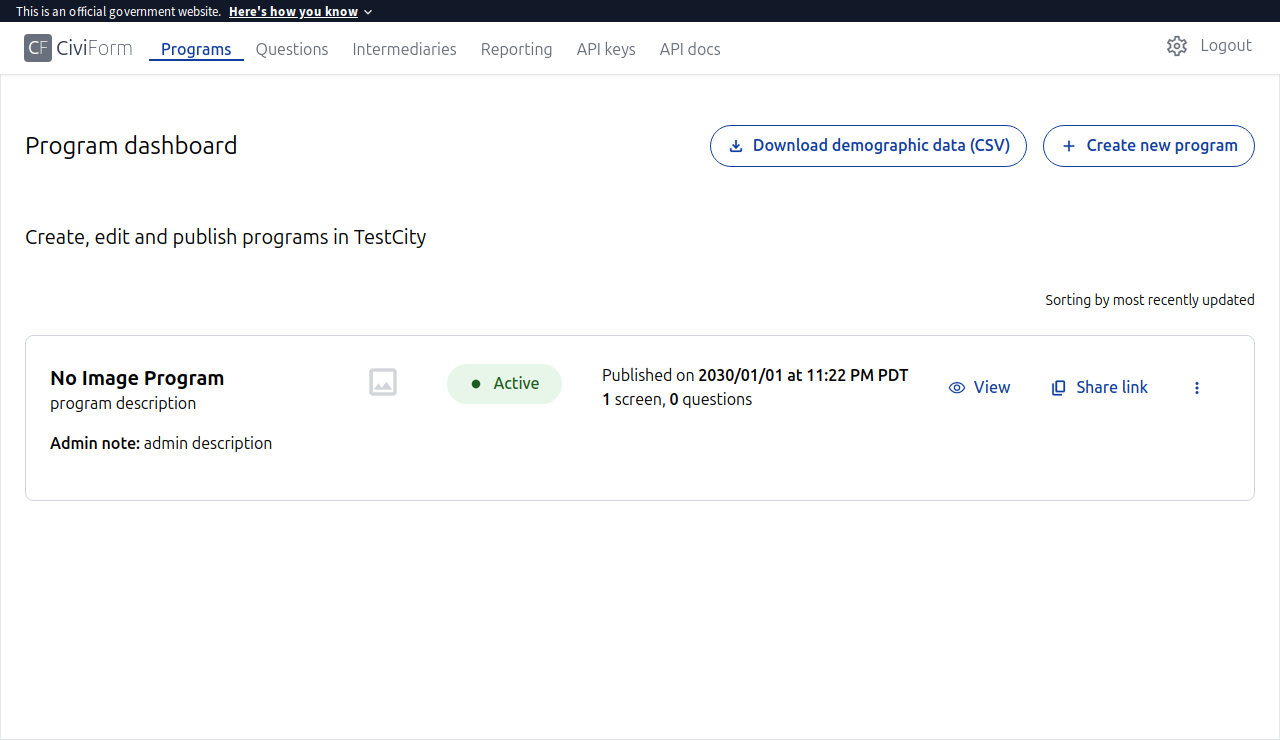 This is an official government website. Here's how you know
CF CiviForm Programs Questions Intermediaries Reporting API keys API docs Logout
Program dashboard Download demographic data (CSV) Create new program
Create, edit and publish programs in TestCity
Sorting by most recently updated
No Image Program Active Published on 2030/01/01 at 11:22 PM PDT View Share link
program description 1 screen, 0 questions
Admin note: admin description